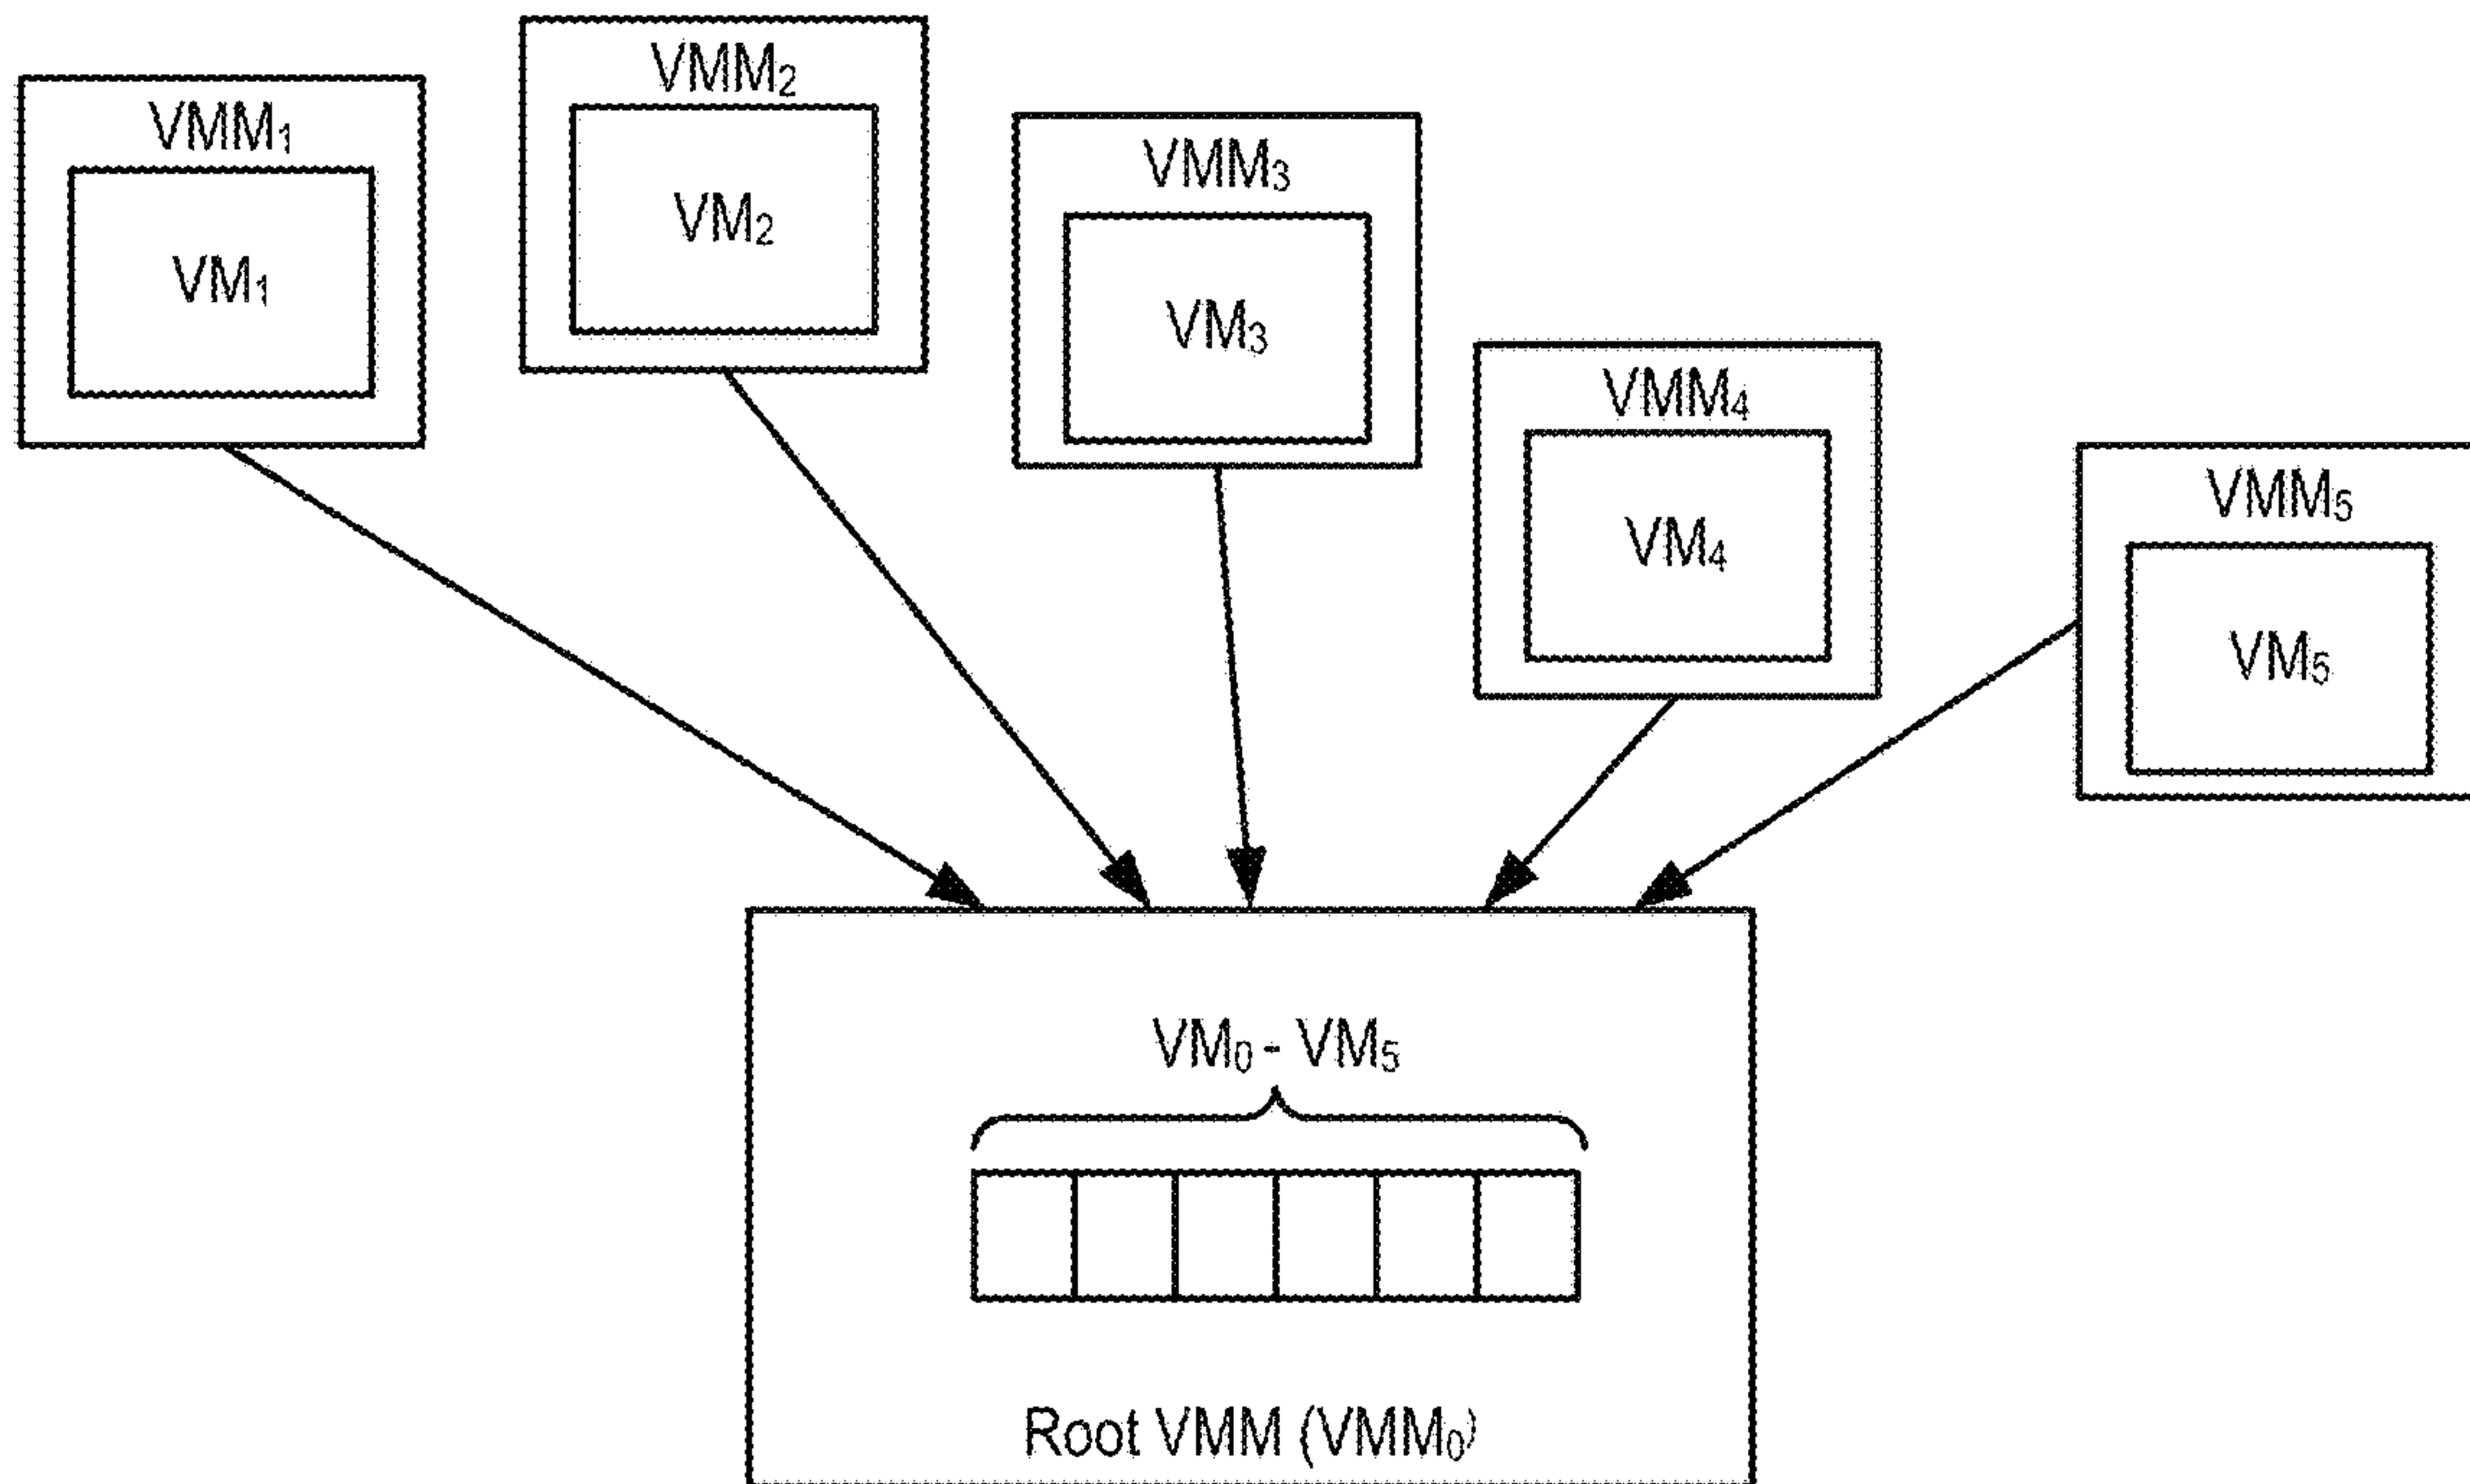 VMM₁
VM₁
VMM₂
VM₂
VMM₃
VM₃
VMM₄
VM₄
VMM₅
VM₅
VM₀ - VM₅
Root VMM (VMM₀)